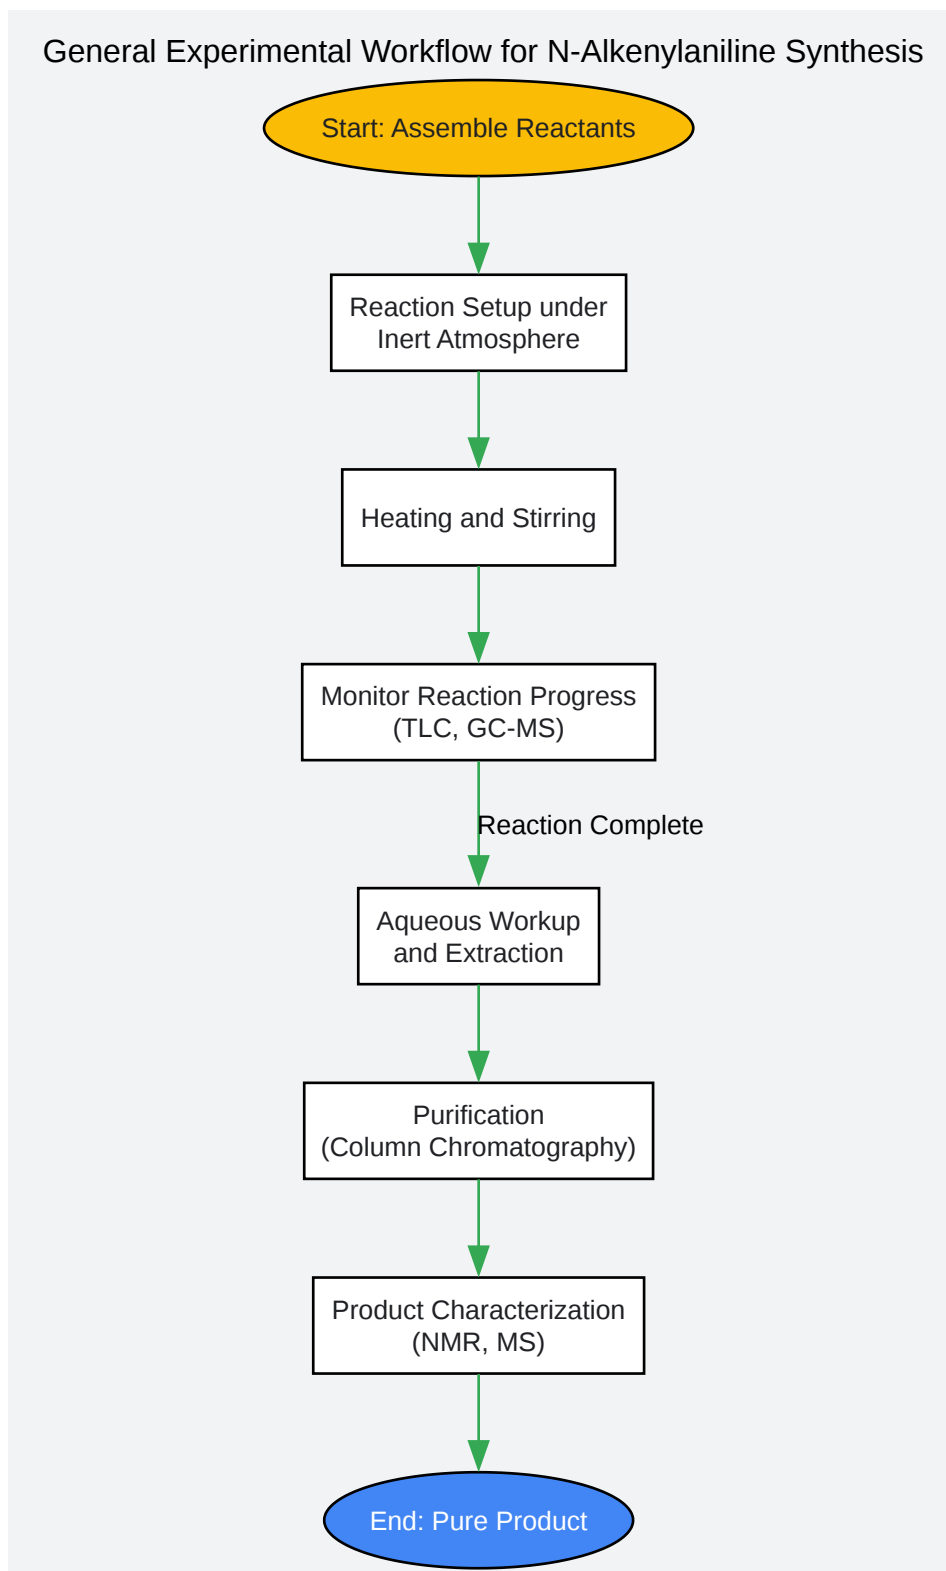 General Experimental Workflow for N-Alkenylaniline Synthesis
Start: Assemble Reactants
Reaction Setup under
Inert Atmosphere
Heating and Stirring
Monitor Reaction Progress
(TLC, GC-MS)
Reaction Complete
Aqueous Workup
and Extraction
Purification
(Column Chromatography)
Product Characterization
(NMR, MS)
End: Pure Product